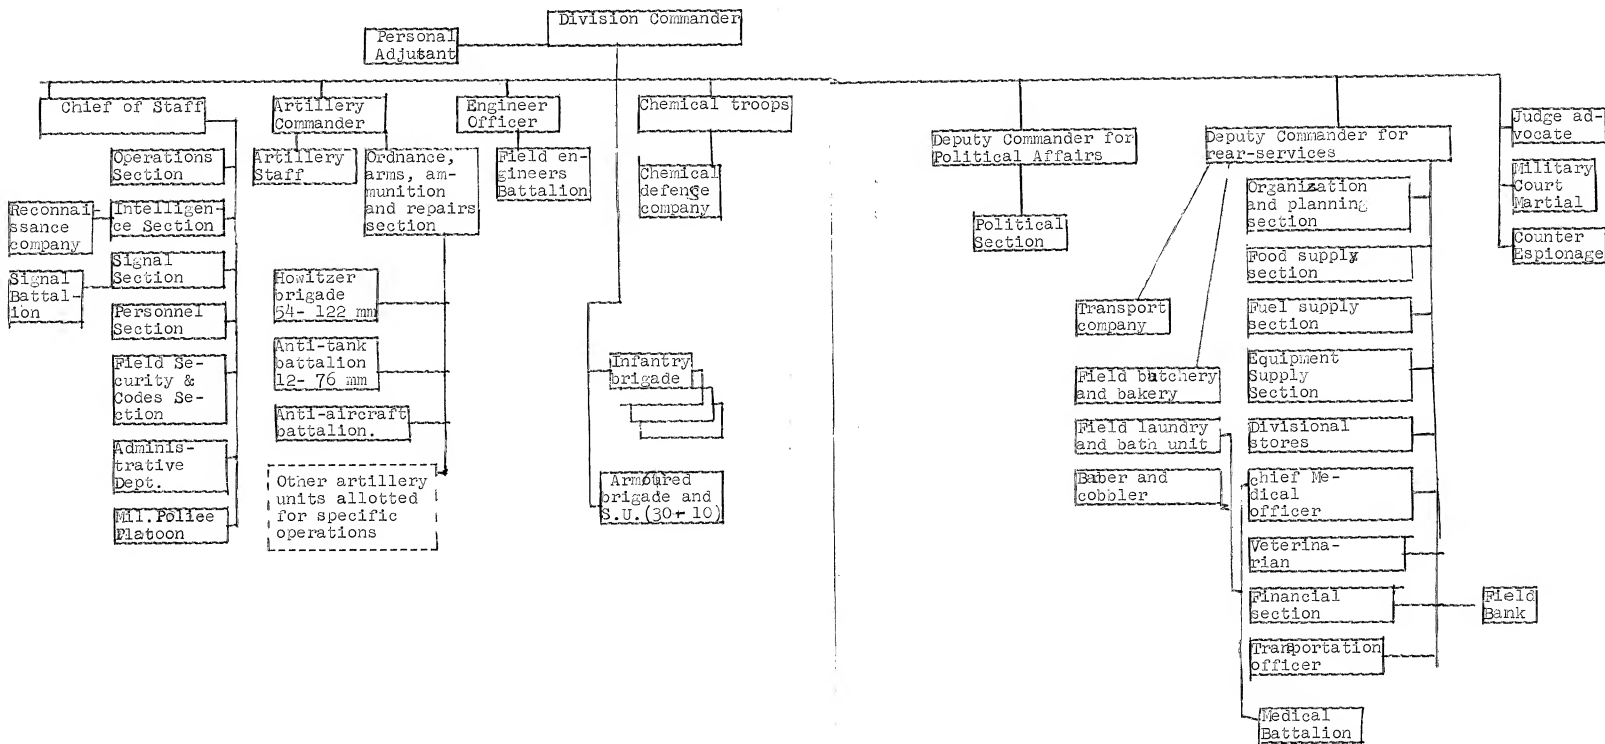 Division Commander
Personal
Adjutant
Chief of Staff
Operations
Section
Reconnai-
ssance
company
Intelligen-
ce Section
Signal
Battal-
ion
Signal
Section
Personnel
Section
Field Se-
curity &
Codes Se-
ction
Adminis-
trative
Dept.
Mil. Police
Platoon
Artillery
Commander
Artillery
Staff
Ordnance,
arms, am-
munition
and repairs
section
Howitzer
brigade
54- 122 mm
Anti-tank
battalion
12- 76 mm
Anti-aircraft
battalion.
Other artillery
units allotted
for specific
operations
Engineer
Officer
Field en-
gineers
Battalion
Chemical troops
Chemical
defence
company
Infantry
brigade
Armoured
brigade and
S.U. (30+ 10)
Deputy Commander for
Political Affairs
Political
Section
Deputy Commander for
rear-services
Transport
company
Field butchery
and bakery
Field laundry
and bath unit
Baber and
cobbler
Organization
and planning
section
Food supply
section
Fuel supply
section
Equipment
Supply
Section
Divisional
stores
chief Me-
dical
officer
Veterina-
rian
Financial
section
Field
Bank
Transportation
officer
Medical
Battalion
Judge ad-
vocate
Military
Court
Martial
Counter
Espionage